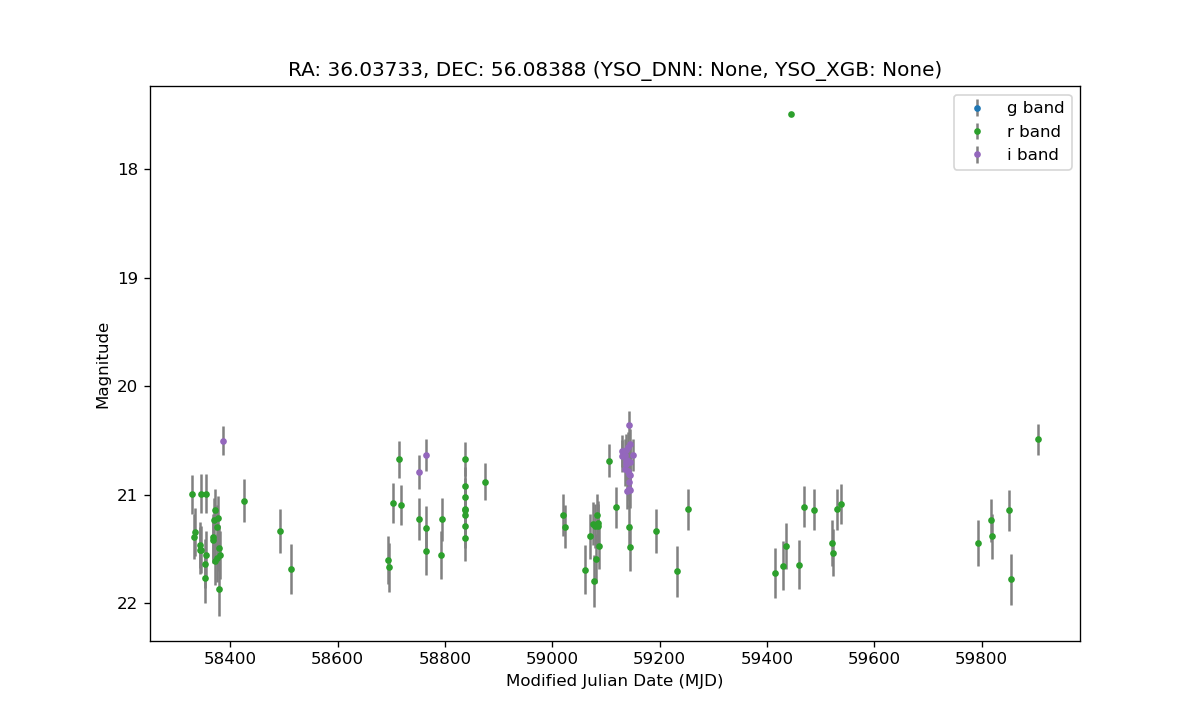 RA: 36.03733, DEC: 56.08388 (YSO_DNN: None, YSO_XGB: None)
g band
r band
i band
18
19
20
21
22
Magnitude
58400 58600 58800 59000 59200 59400 59600 59800
Modified Julian Date (MJD)